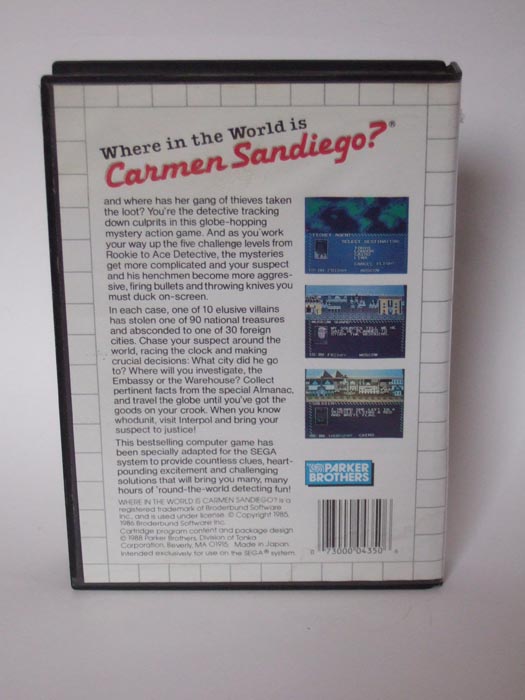 Where in the World is
Carmen Sandiego?®
and where has her gang of thieves taken
the loot? You're the detective tracking
down culprits in this globe-hopping
mystery action game. And as you work
your way up the five challenge levels from
Rookie to Ace Detective, the mysteries
get more complicated and your suspect
and his henchmen become more aggres-
sive, firing bullets and throwing knives you
must duck on-screen.
In each case, one of 10 elusive villains
has stolen one of 90 national treasures
and absconded to one of 30 foreign
cities. Chase your suspect around the
world, racing the clock and making
crucial decisions: What city did he go
to? Where will you investigate, the
Embassy or the Warehouse? Collect
pertinent facts from the special Almanac,
and travel the globe until you've got the
goods on your crook. When you know
whodunit, visit Interpol and bring your
suspect to justice!
This bestselling computer game has
been specially adapted for the SEGA
system to provide countless clues, heart-
pounding excitement and challenging
solutions that will bring you many, many
hours of 'round-the-world detecting fun!
WHERE IN THE WORLD IS CARMEN SANDIEGO? is a
registered trademark of Broderbund Software
Inc., and is used under license. © Copyright 1985,
1986 Broderbund Software Inc.
Cartridge program content and package design
© 1988 Parker Brothers, Division of Tonka
Corporation, Beverly, MA 01915. Made in Japan.
Intended exclusively for use on the SEGA® system.
SELECT DESTINATION
PARKER
BROTHERS
0 73000 04350 6